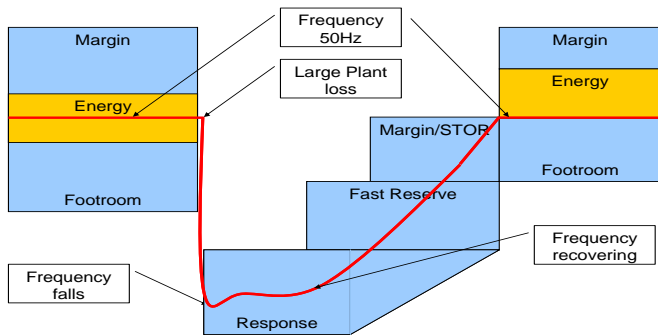 Margin
Energy
Footroom
Frequency
50Hz
Large Plant
loss
Margin
Energy
Footroom
Margin/STOR
Fast Reserve
Frequency
recovering
Frequency
falls
Response